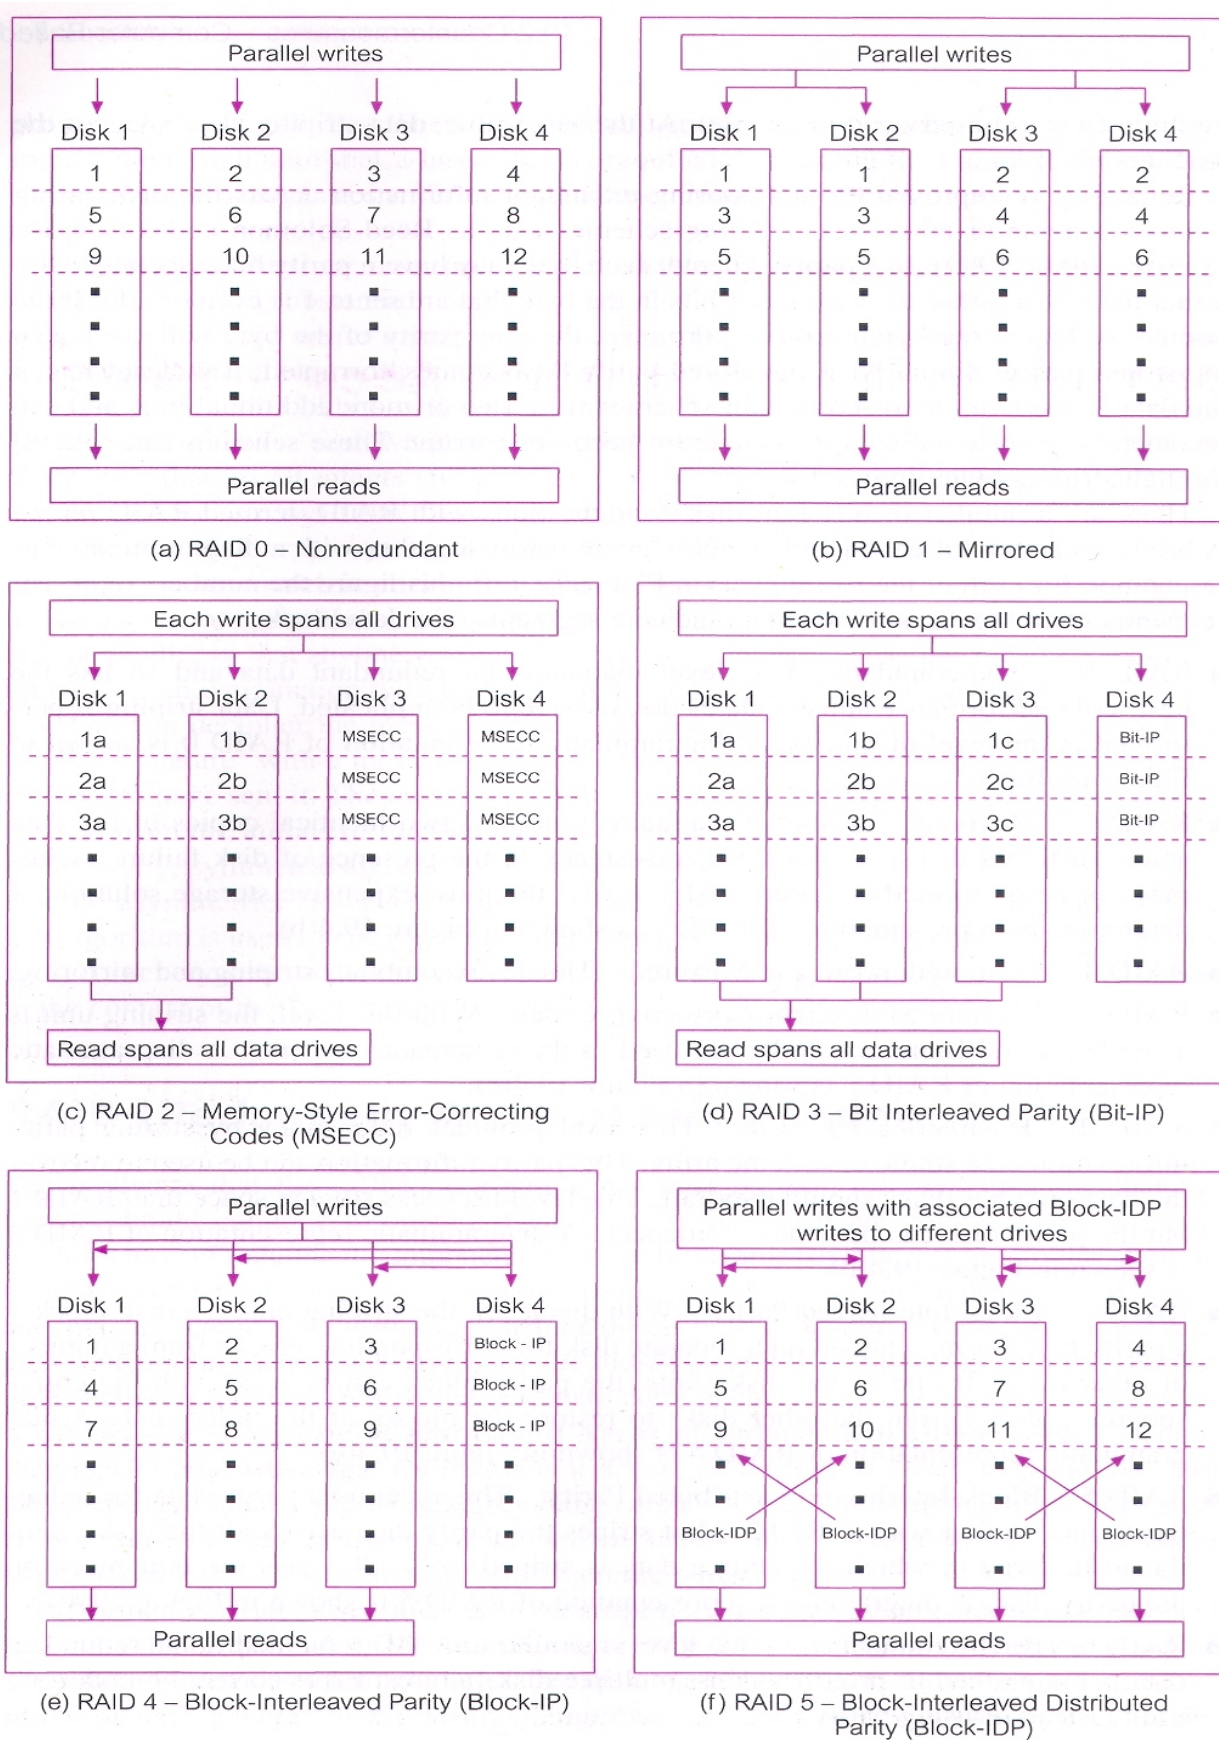 Parallel writes
Disk 1 Disk 2 Disk 3 Disk 4
1 2 3 4
5 6 7 8
9 10 11 12
Parallel reads
(a) RAID 0 – Nonredundant
Parallel writes
Disk 1 Disk 2 Disk 3 Disk 4
1 1 2 2
3 3 4 4
5 5 6 6
Parallel reads
(b) RAID 1 – Mirrored
Each write spans all drives
Disk 1 Disk 2 Disk 3 Disk 4
1a 1b MSECC MSECC
2a 2b MSECC MSECC
3a 3b MSECC MSECC
Read spans all data drives
(c) RAID 2 – Memory-Style Error-Correcting
Codes (MSECC)
Each write spans all drives
Disk 1 Disk 2 Disk 3 Disk 4
1a 1b 1c Bit-IP
2a 2b 2c Bit-IP
3a 3b 3c Bit-IP
Read spans all data drives
(d) RAID 3 – Bit Interleaved Parity (Bit-IP)
Parallel writes
Disk 1 Disk 2 Disk 3 Disk 4
1 2 3 Block - IP
4 5 6 Block - IP
7 8 9 Block - IP
Parallel reads
(e) RAID 4 – Block-Interleaved Parity (Block-IP)
Parallel writes with associated Block-IDP
writes to different drives
Disk 1 Disk 2 Disk 3 Disk 4
1 2 3 4
5 6 7 8
9 10 11 12
Block-IDP Block-IDP Block-IDP Block-IDP
Parallel reads
(f) RAID 5 – Block-Interleaved Distributed
Parity (Block-IDP)